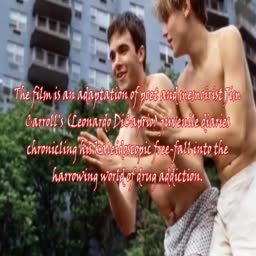 The film is an adaptation of poet and memoirist Jim
Carroll's (Leonardo DiCaprio) juvenile diaries
chronicling his kaleidoscopic free-fall into the
harrowing world of drug addiction.